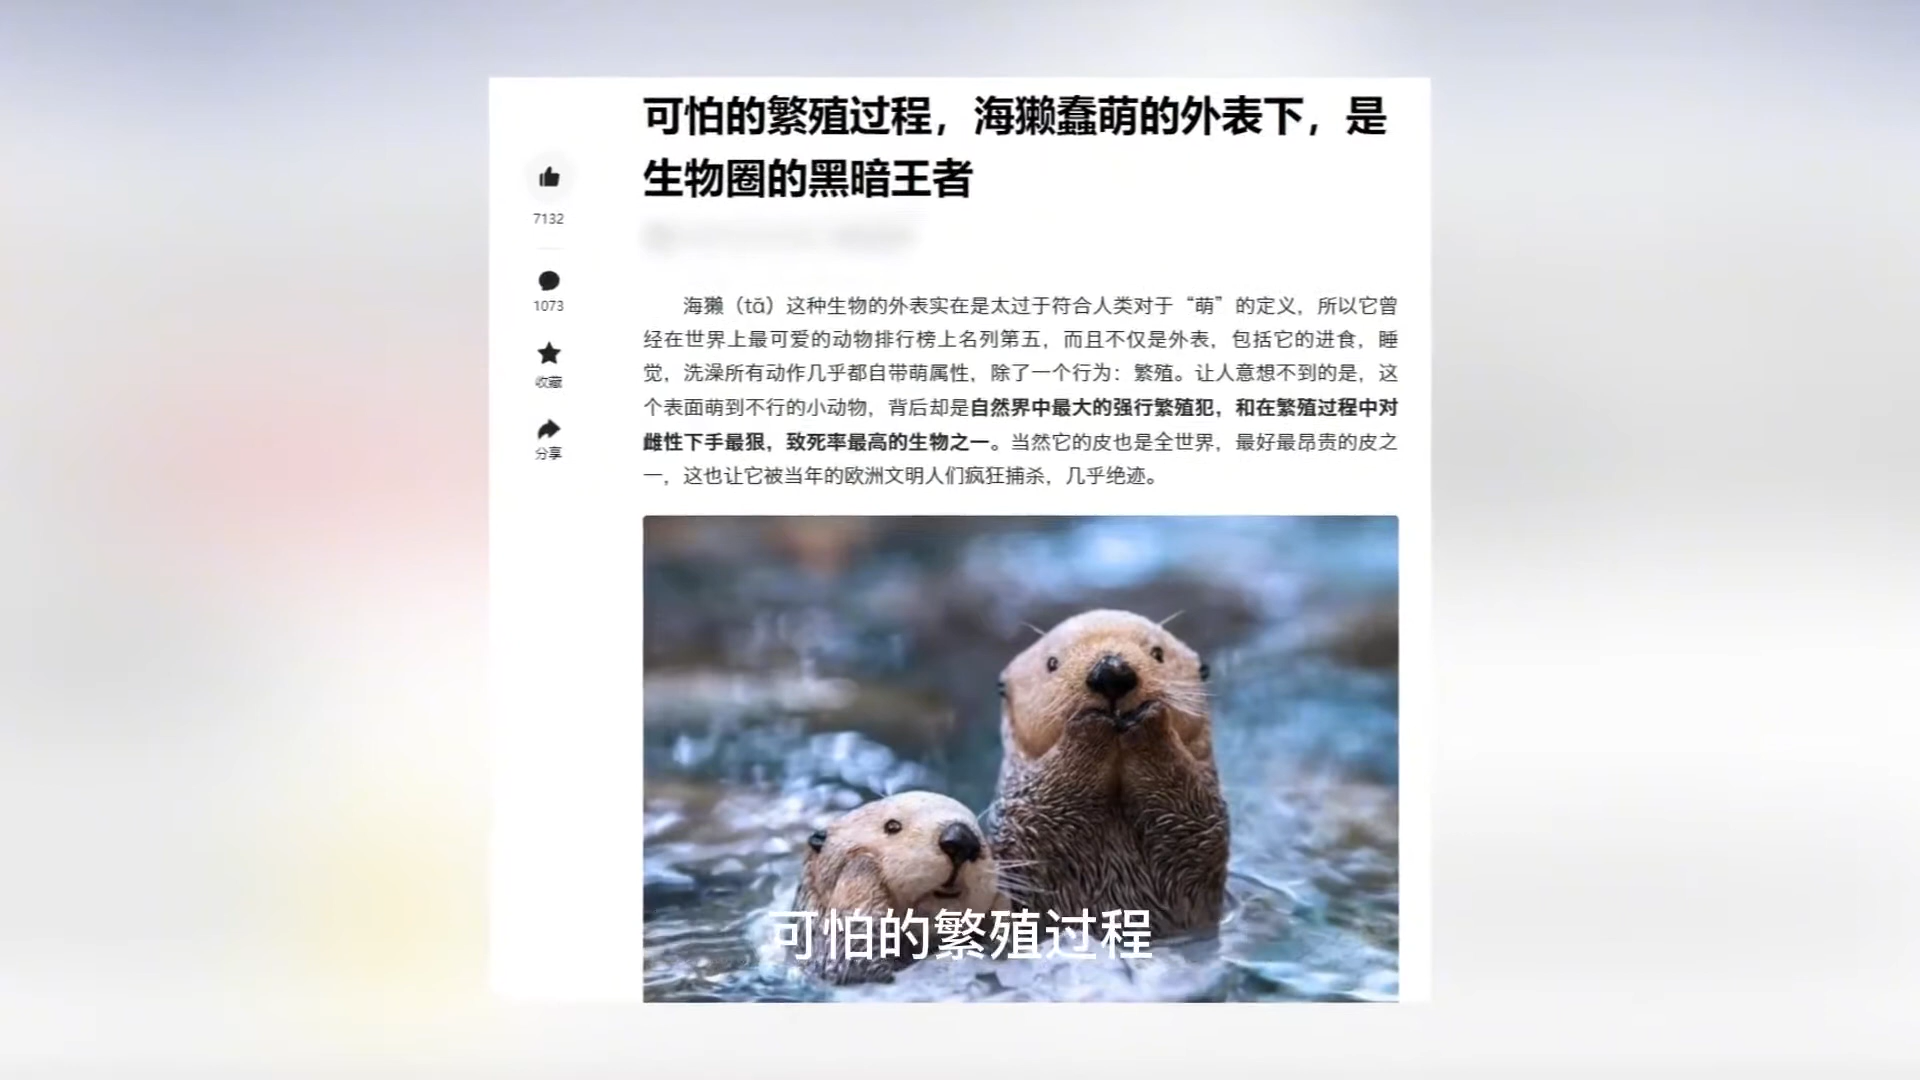 可怕的繁殖过程，海獭蠢萌的外表下，是
生物圈的黑暗王者
7132
1073
收藏
分享
海獭（tǎ）这种生物的外表实在是太过于符合人类对于“萌”的定义，所以它曾
经在世界上最可爱的动物排行榜上名列第五，而且不仅是外表，包括它的进食，睡
觉，洗澡所有动作几乎都自带萌属性，除了一个行为：繁殖。让人意想不到的是，这
个表面萌到不行的小动物，背后却是自然界中最大的强行繁殖犯，和在繁殖过程中对
雌性下手最狠，致死率最高的生物之一。当然它的皮也是全世界，最好最昂贵的皮之
一，这也让它被当年的欧洲文明人们疯狂捕杀，几乎绝迹。
可怕的繁殖过程